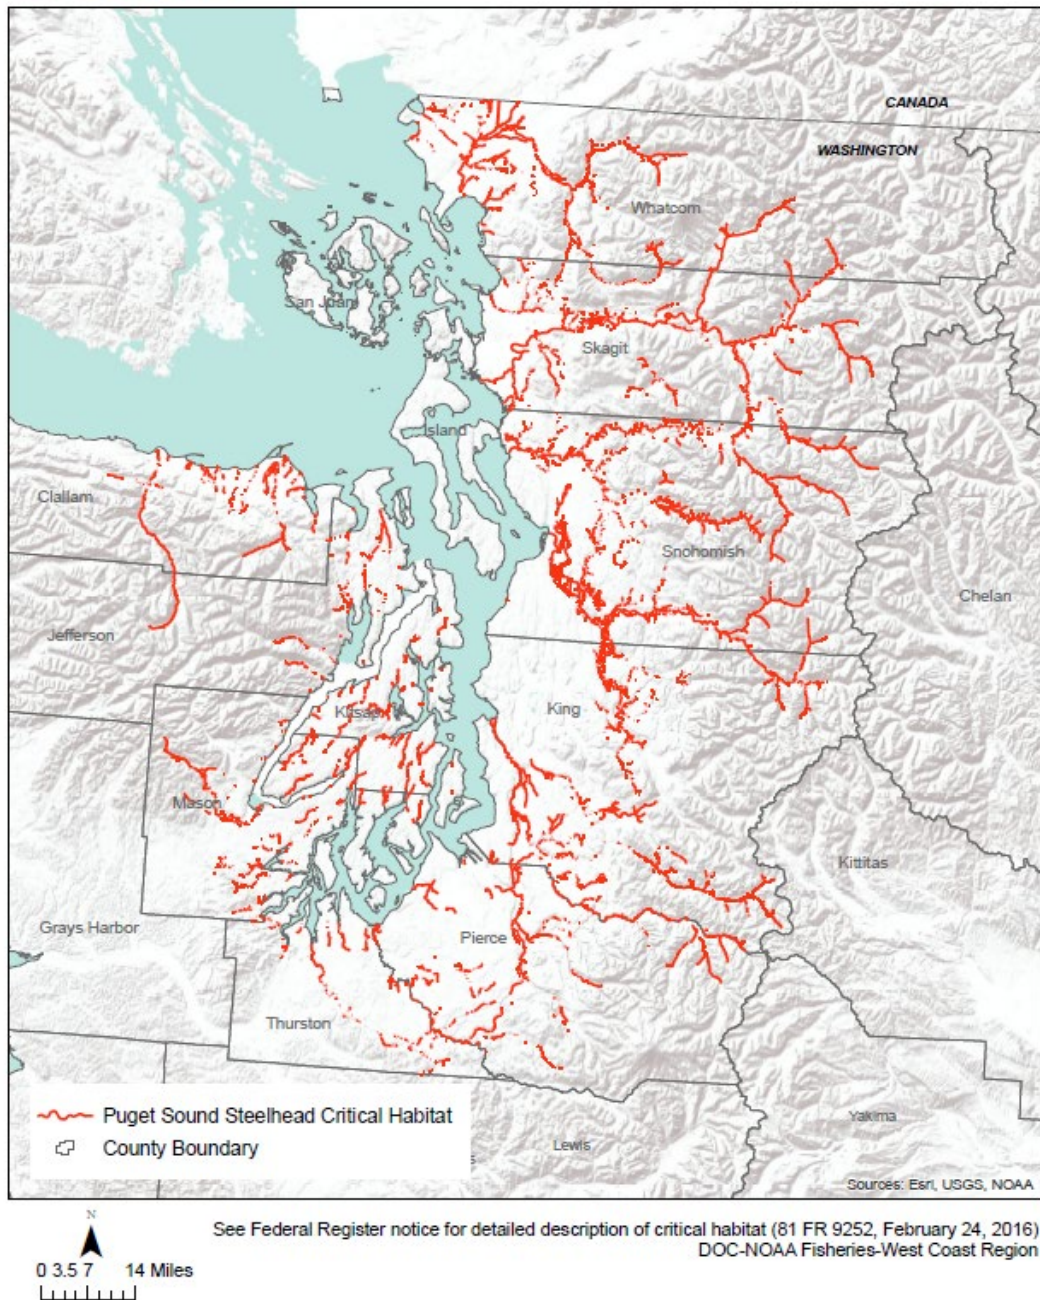 CANADA
WASHINGTON
Whatcom
San Juan
Skagit
Island
Clallam
Snohomish
Chelan
Jefferson
King
Kitsap
Mason
Kittitas
Grays Harbor
Pierce
Thurston
Puget Sound Steelhead Critical Habitat
County Boundary
Yakima
Lewis
s
Sources: Esri, USGS, NOAA
N
See Federal Register notice for detailed description of critical habitat (81 FR 9252, February 24, 2016)
DOC-NOAA Fisheries-West Coast Region
0 3.5 7 14 Miles